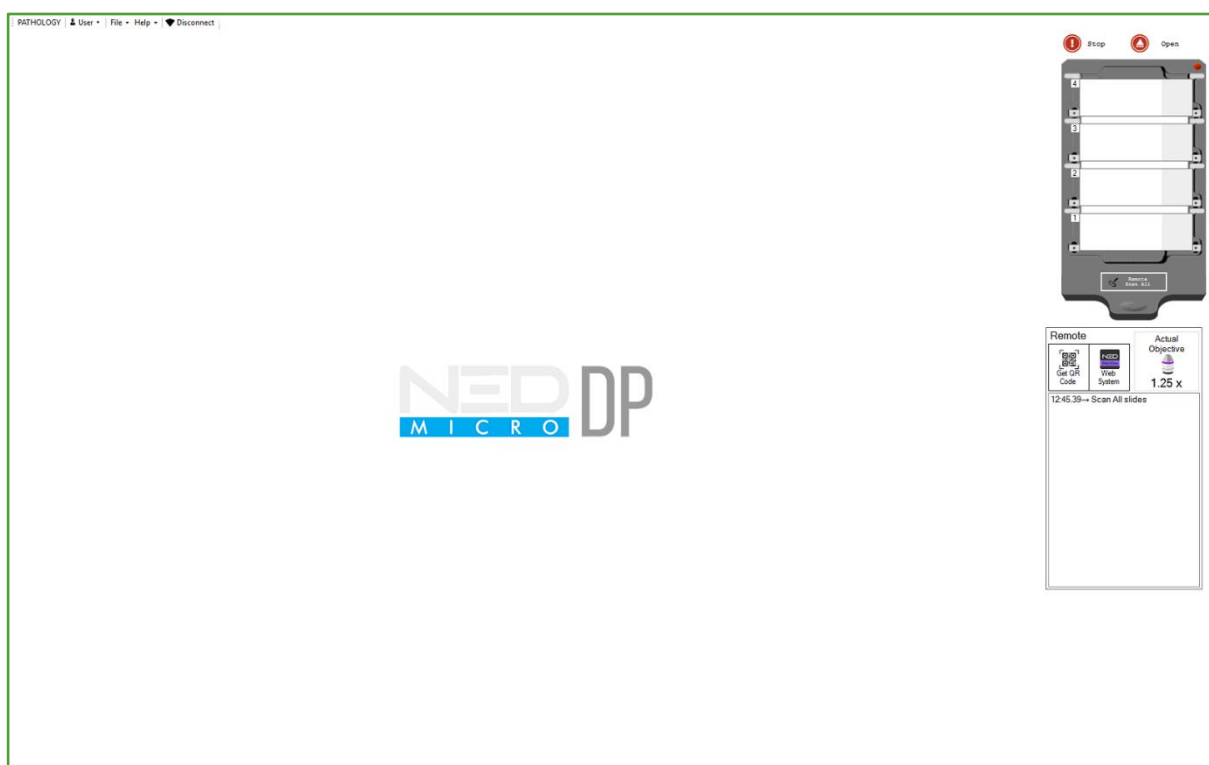 PATHOLOGY User File Help Disconnect
Stop Open
4
3
2
1
Remote
Scan All
NED DP
MICRO
Remote
Actual
Objective
Get QR
Code
NED
Web
System
1.25 x
12:45.39→ Scan All slides